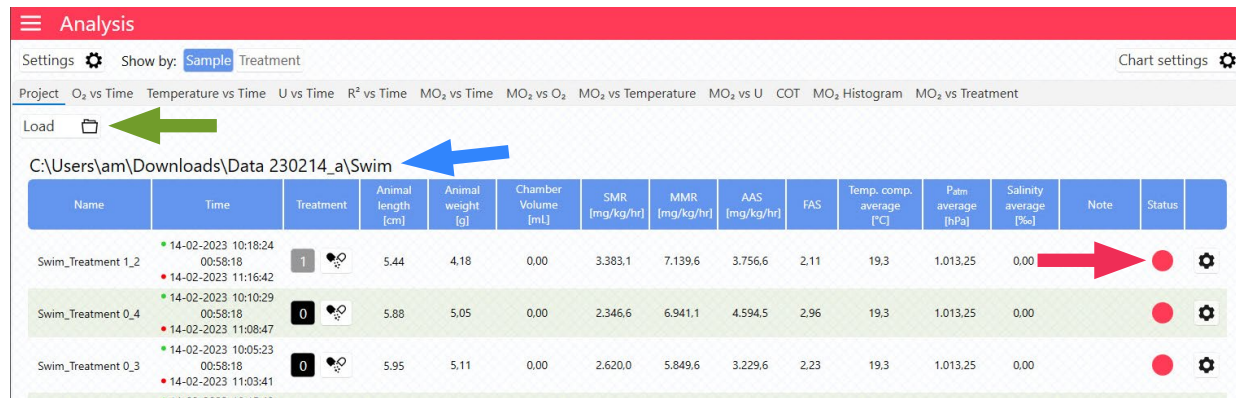 Analysis
Settings Show by: Sample Treatment Chart settings
Project O₂ vs Time Temperature vs Time U vs Time R² vs Time MO₂ vs Time MO₂ vs O₂ MO₂ vs Temperature MO₂ vs U COT MO₂ Histogram MO₂ vs Treatment
Load
C:\Users\am\Downloads\Data 230214_a\Swim
Name Time Treatment Animal length [cm] Animal weight [g] Chamber Volume [mL] SMR [mg/kg/hr] MMR [mg/kg/hr] AAS [mg/kg/hr] FAS Temp. comp. average [°C] Patm average [hPa] Salinity average [‰] Note Status
14-02-2023 10:18:24
Swim_Treatment 1_2 00:58:18 1 5.44 4,18 0,00 3.383,1 7.139,6 3.756,6 2,11 19,3 1.013,25 0,00
14-02-2023 11:16:42
14-02-2023 10:10:29
Swim_Treatment 0_4 00:58:18 0 5.88 5,05 0,00 2.346,6 6.941,1 4.594,5 2,96 19,3 1.013,25 0,00
14-02-2023 11:08:47
14-02-2023 10:05:23
Swim_Treatment 0_3 00:58:18 0 5.95 5,11 0,00 2.620,0 5.849,6 3.229,6 2,23 19,3 1.013,25 0,00
14-02-2023 11:03:41